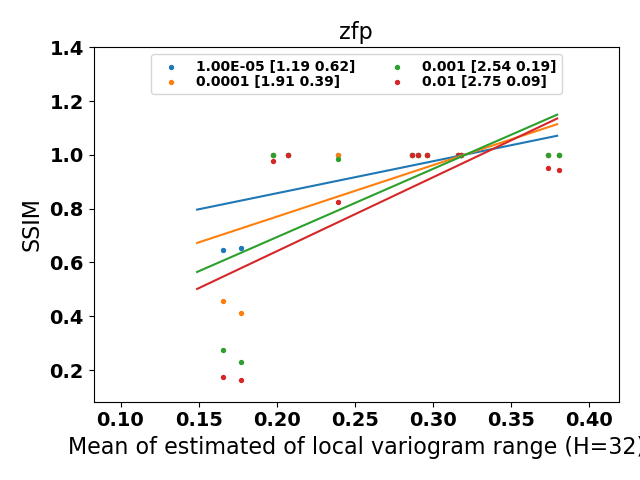 zfp
1.00E-05 [1.19 0.62]
0.0001 [1.91 0.39]
0.001 [2.54 0.19]
0.01 [2.75 0.09]
1.4
1.2
1.0
0.8
0.6
0.4
0.2
SSIM
0.10 0.15 0.20 0.25 0.30 0.35 0.40
Mean of estimated of local variogram range (H=32)